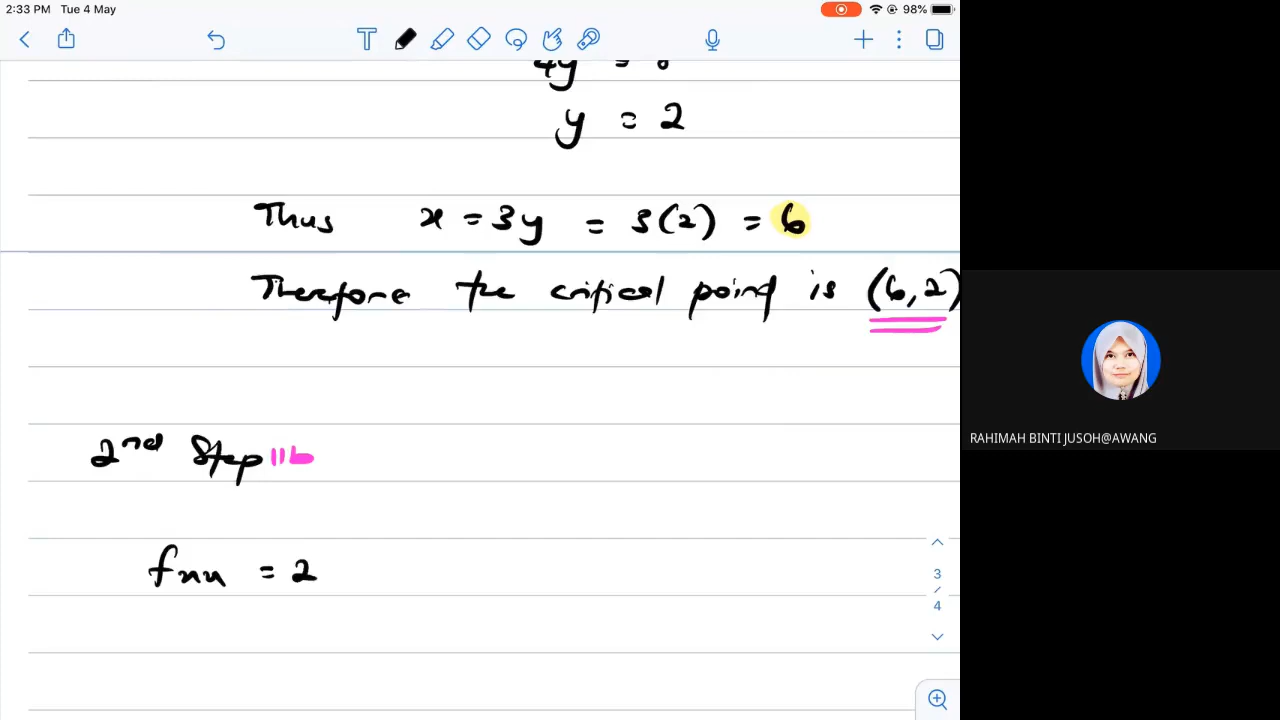 2:33 PM Tue 4 May
98%
4y =
y = 2
Thus x = 3y = 3(2) = 6
Therefore the critical point is (6,2)
2nd Step
fxx = 2
3
/
4
RAHIMAH BINTI JUSOH@AWANG